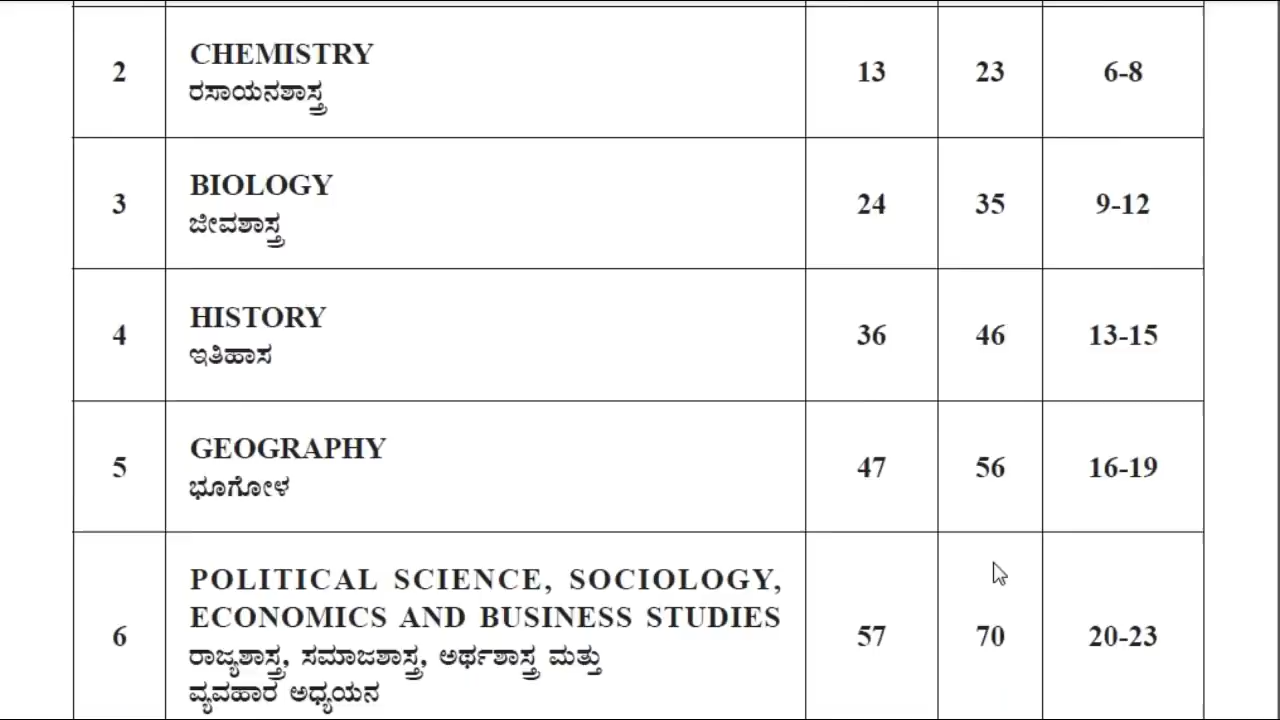 2 CHEMISTRY 13 23 6-8
ರಸಾಯನಶಾಸ್ತ್ರ
3 BIOLOGY 24 35 9-12
ಜೀವಶಾಸ್ತ್ರ
4 HISTORY 36 46 13-15
ಇತಿಹಾಸ
5 GEOGRAPHY 47 56 16-19
ಭೂಗೋಳ
POLITICAL SCIENCE, SOCIOLOGY,
6 ECONOMICS AND BUSINESS STUDIES 57 70 20-23
ರಾಜ್ಯಶಾಸ್ತ್ರ, ಸಮಾಜಶಾಸ್ತ್ರ, ಅರ್ಥಶಾಸ್ತ್ರ ಮತ್ತು
ವ್ಯವಹಾರ ಅಧ್ಯಯನ